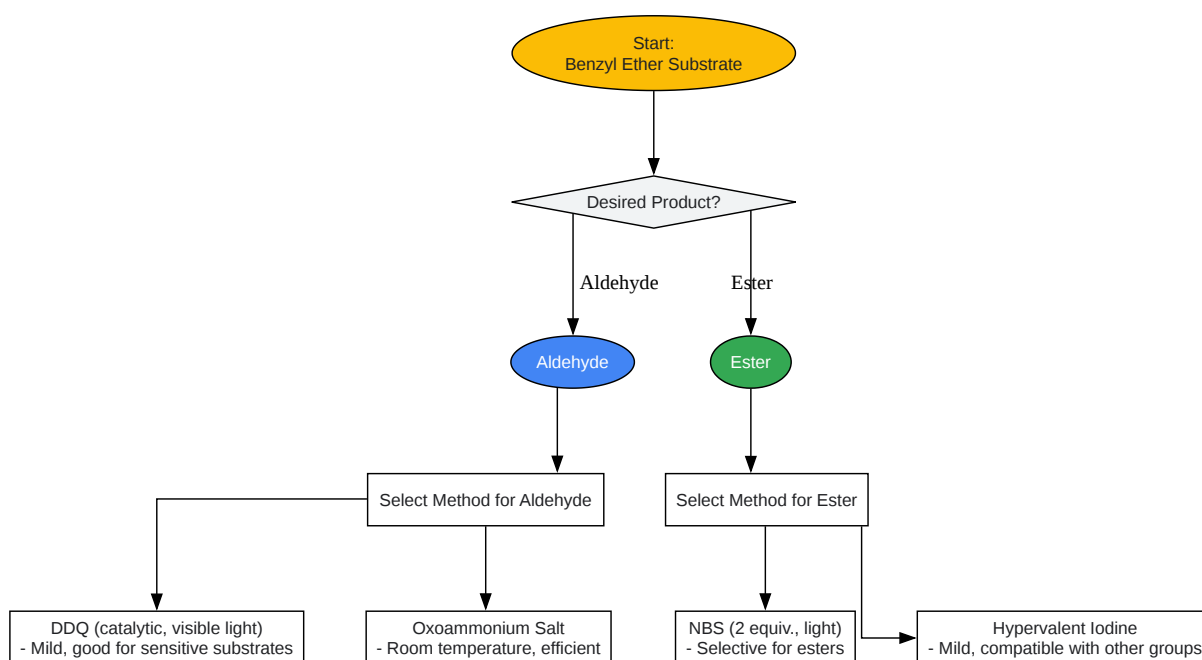 Start:
Benzyl Ether Substrate
Desired Product?
Aldehyde
Ester
Aldehyde
Ester
Select Method for Aldehyde
Select Method for Ester
DDQ (catalytic, visible light)
- Mild, good for sensitive substrates
Oxoammonium Salt
- Room temperature, efficient
NBS (2 equiv., light)
- Selective for esters
Hypervalent Iodine
- Mild, compatible with other groups